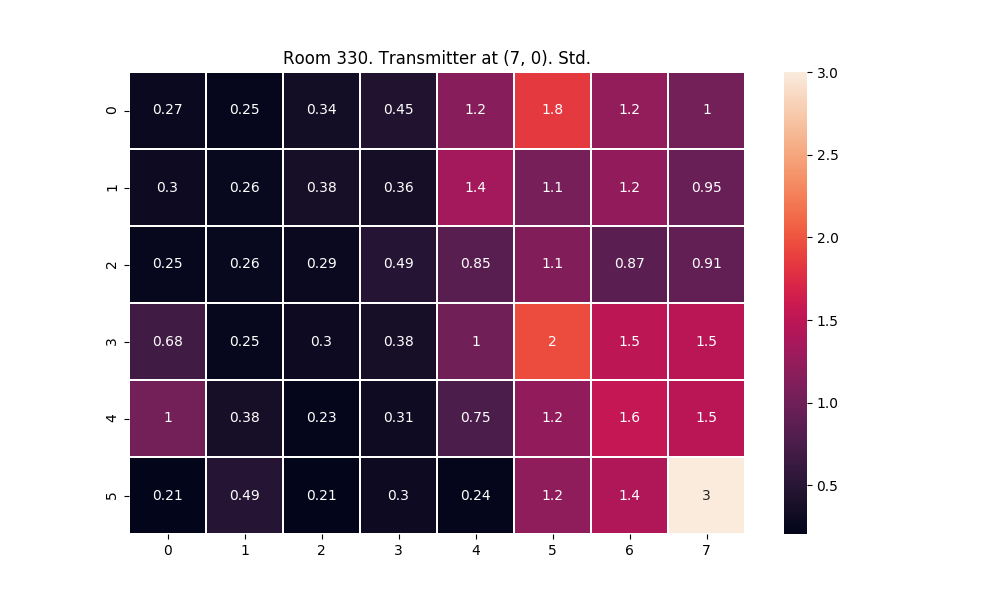 Room 330. Transmitter at (7, 0). Std.
0 0.27 0.25 0.34 0.45 1.2 1.8 1.2 1
1 0.3 0.26 0.38 0.36 1.4 1.1 1.2 0.95
2 0.25 0.26 0.29 0.49 0.85 1.1 0.87 0.91
3 0.68 0.25 0.3 0.38 1 2 1.5 1.5
4 1 0.38 0.23 0.31 0.75 1.2 1.6 1.5
5 0.21 0.49 0.21 0.3 0.24 1.2 1.4 3
0 1 2 3 4 5 6 7
3.0
2.5
2.0
1.5
1.0
0.5